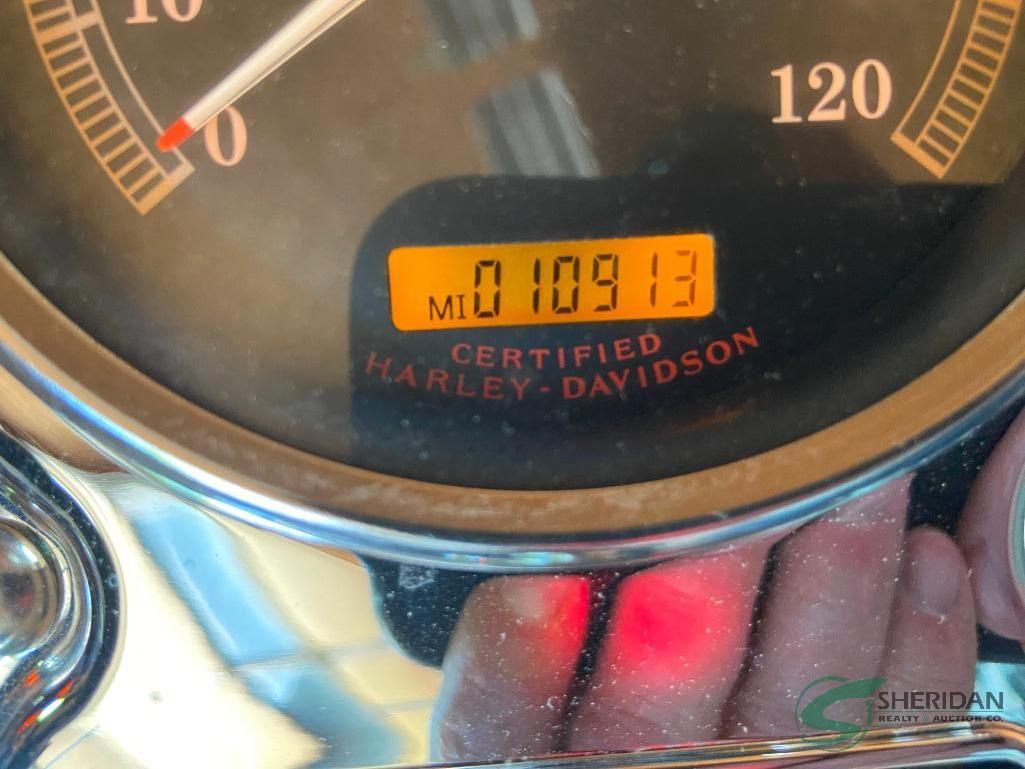 10
0
120
MI 010913
CERTIFIED
HARLEY-DAVIDSON
SHERIDAN
REALTY & AUCTION CO.